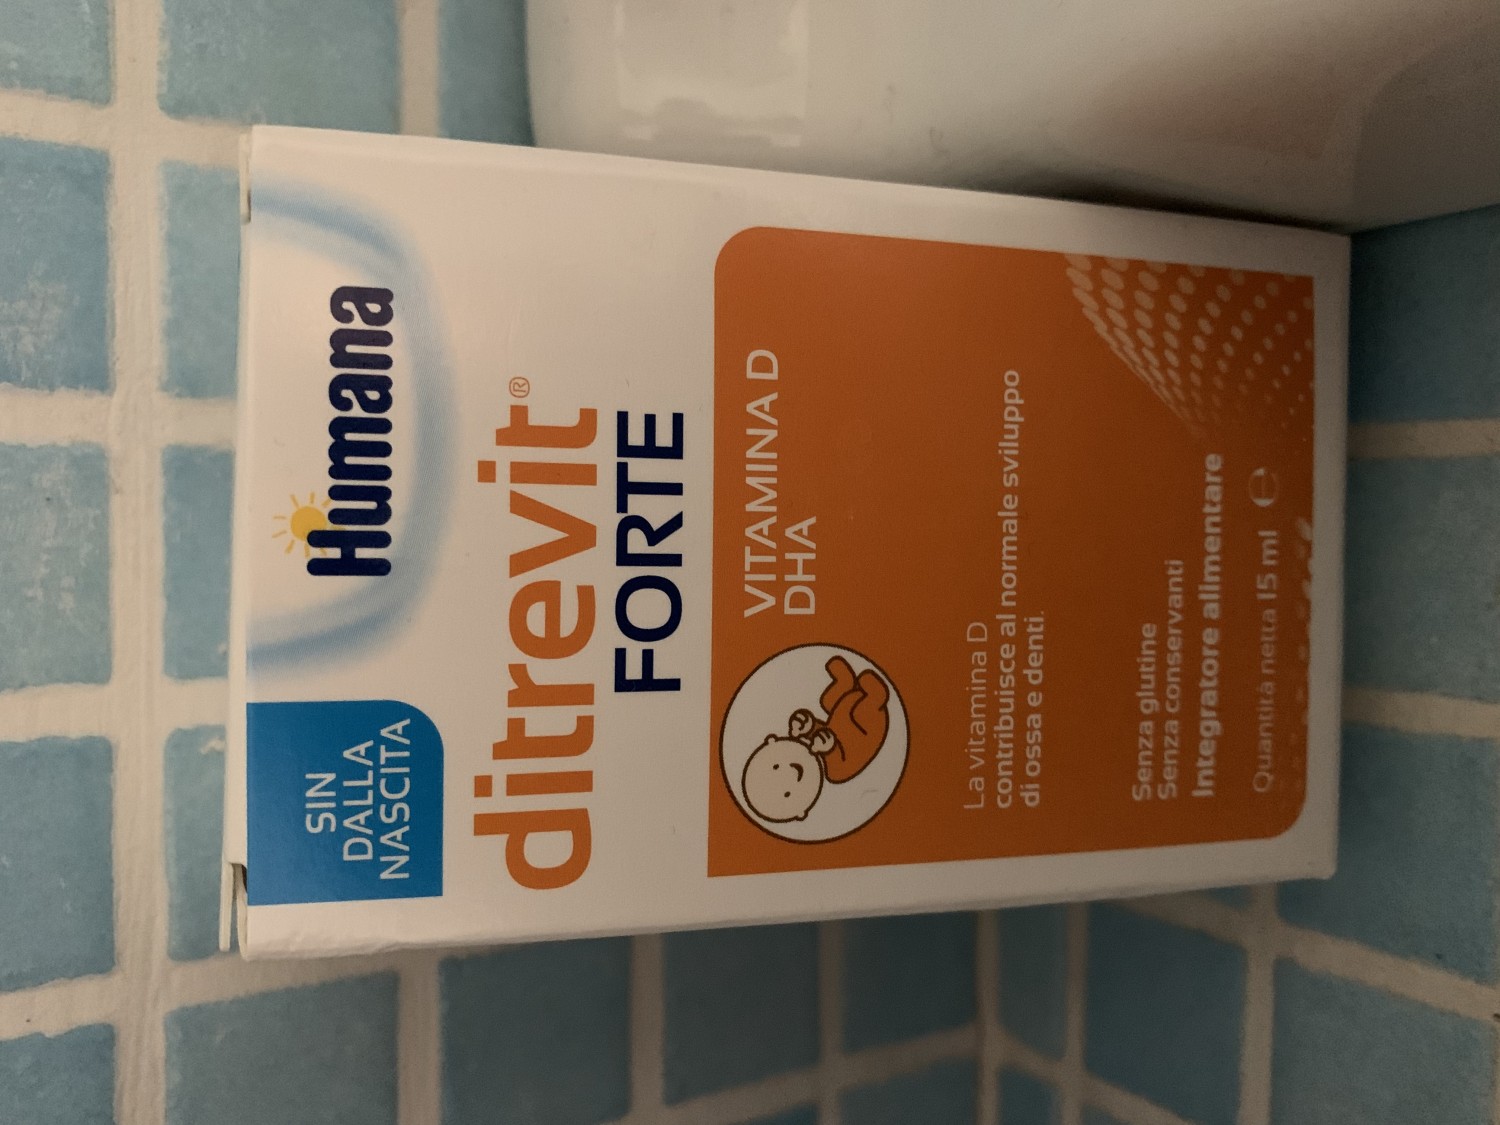 SIN
DALLA
NASCITA
Humana
ditrevit®
FORTE
VITAMINA D
DHA
La vitamina D
contribuisce al normale sviluppo
di ossa e denti.
Senza glutine
Senza conservanti
Integratore alimentare
Quantità netta 15 ml ℮